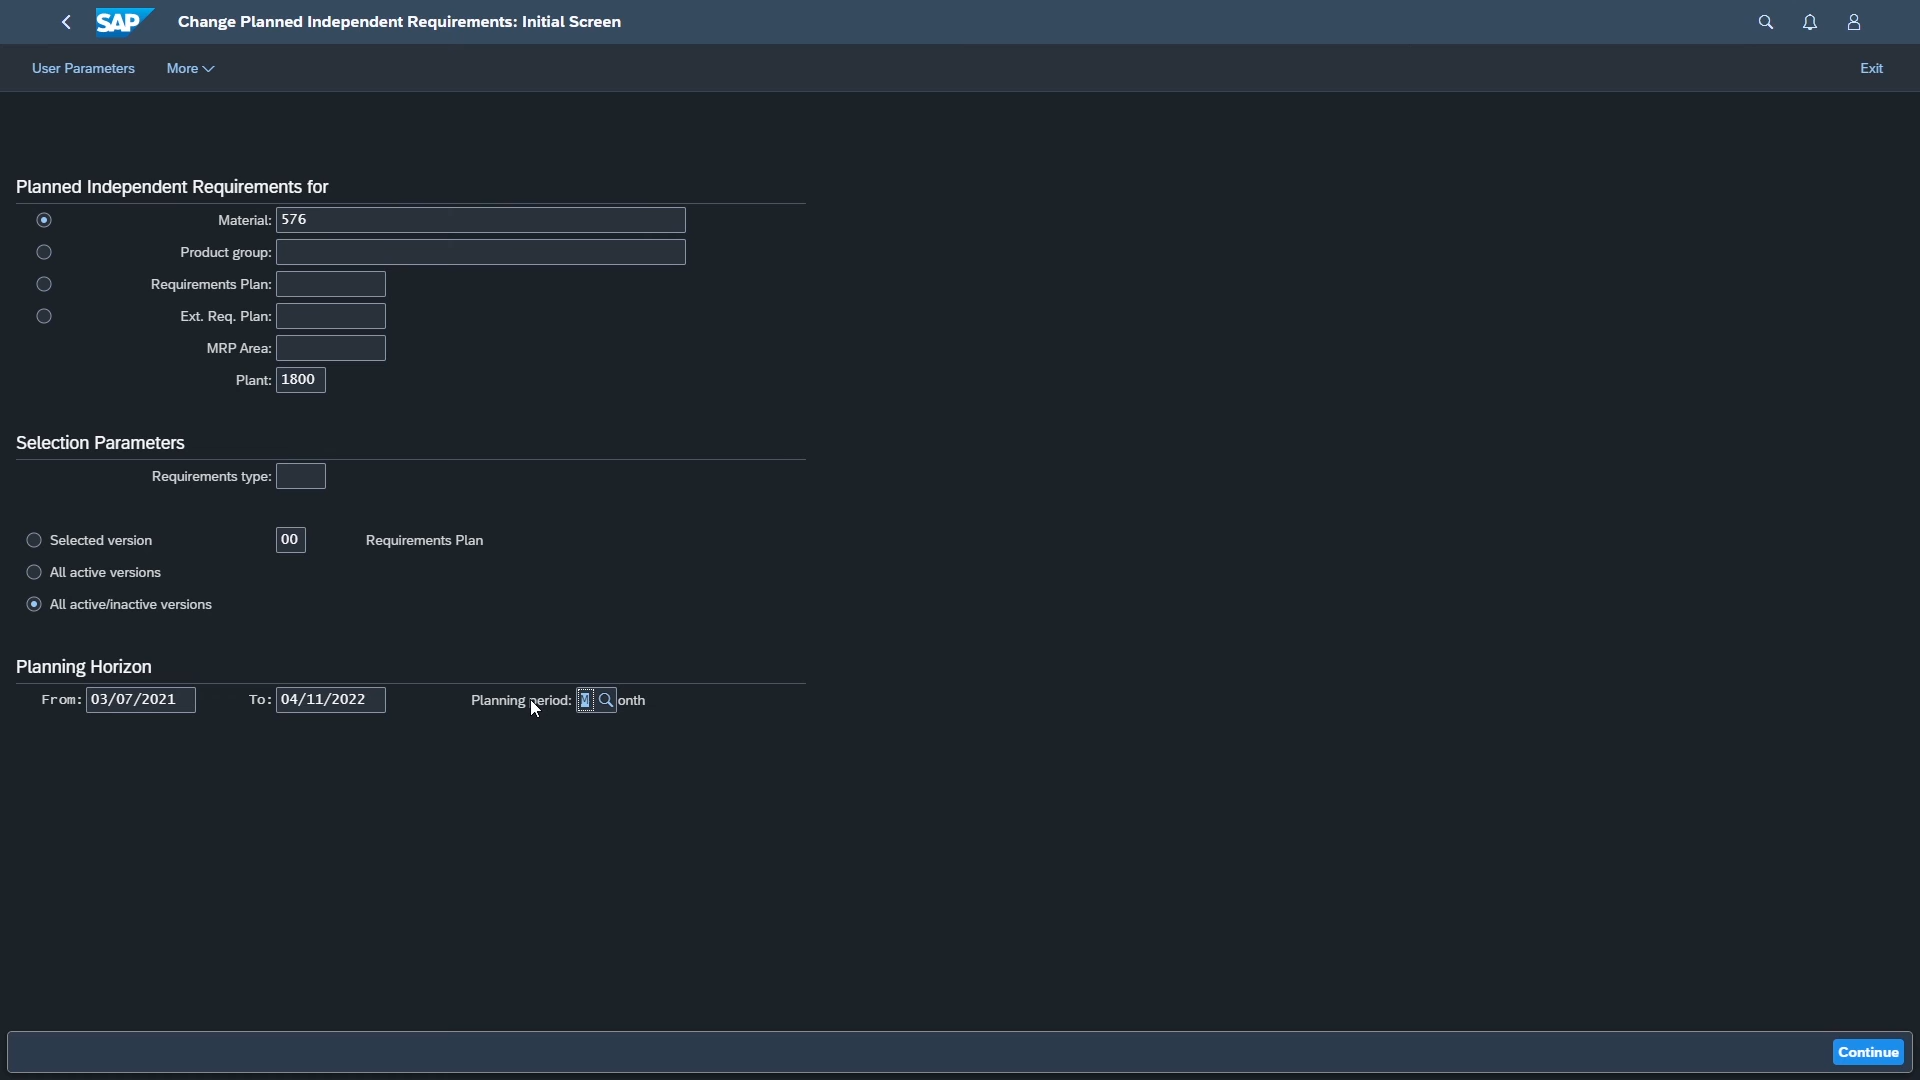 SAP Change Planned Independent Requirements: Initial Screen
User Parameters More Exit
Planned Independent Requirements for
Material: 576
Product group:
Requirements Plan:
Ext. Req. Plan:
MRP Area:
Plant: 1800
Selection Parameters
Requirements type:
Selected version 00 Requirements Plan
All active versions
All active/inactive versions
Planning Horizon
From: 03/07/2021 To: 04/11/2022 Planning period: M onth
Continue